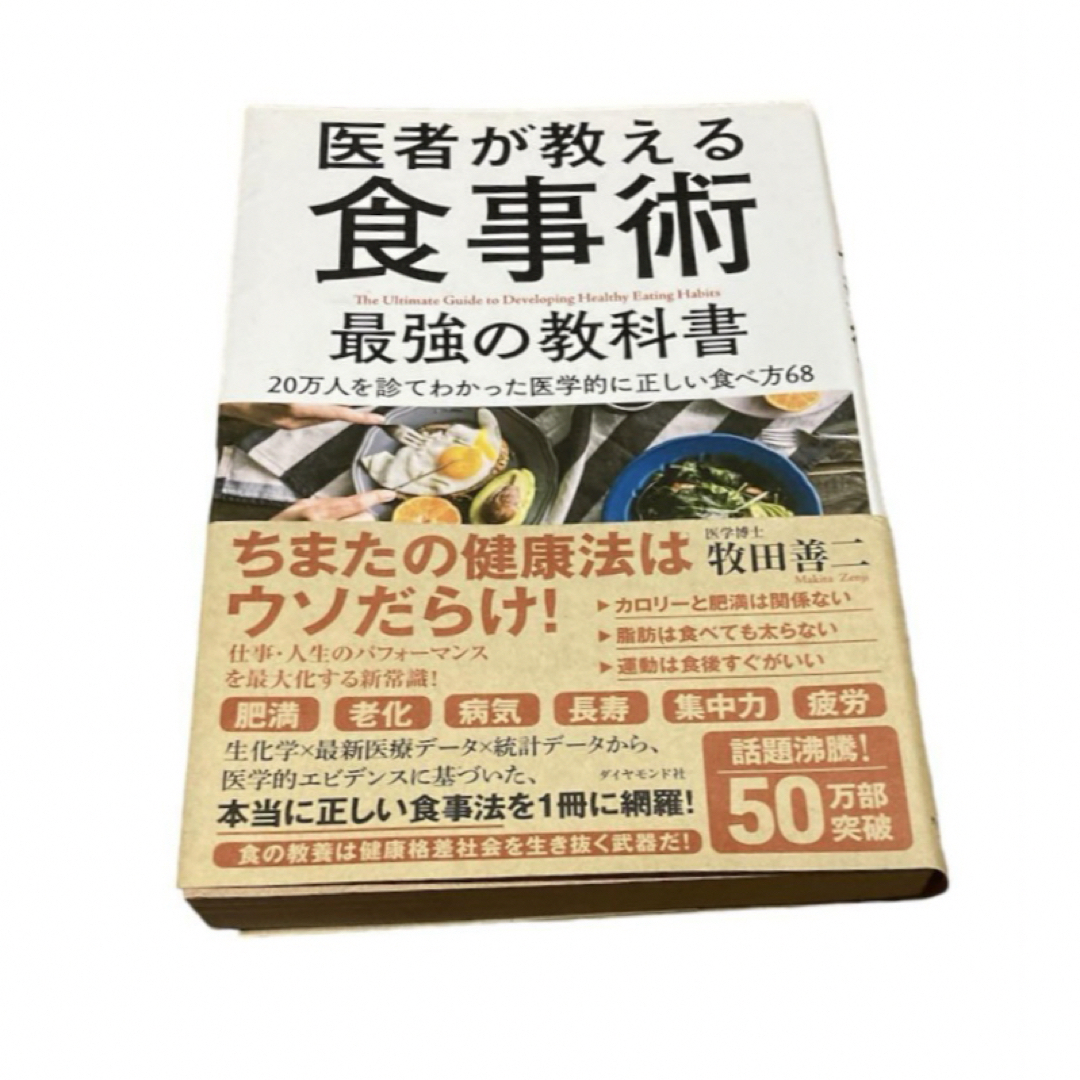 医者が教える
食事術
The Ultimate Guide to Developing Healthy Eating Habits
最強の教科書
20万人を診てわかった医学的に正しい食べ方68
医学博士
牧田善二
Makita Zenji
ちまたの健康法は
ウソだらけ!
▶カロリーと肥満は関係ない
▶脂肪は食べても太らない
▶運動は食後すぐがいい
仕事・人生のパフォーマンス
を最大化する新常識!
肥満 老化 病気 長寿 集中力 疲労
生化学×最新医療データ×統計データから、
医学的エビデンスに基づいた、
ダイヤモンド社
本当に正しい食事法を1冊に網羅!
食の教養は健康格差社会を生き抜く武器だ!
話題沸騰!
50万部
突破